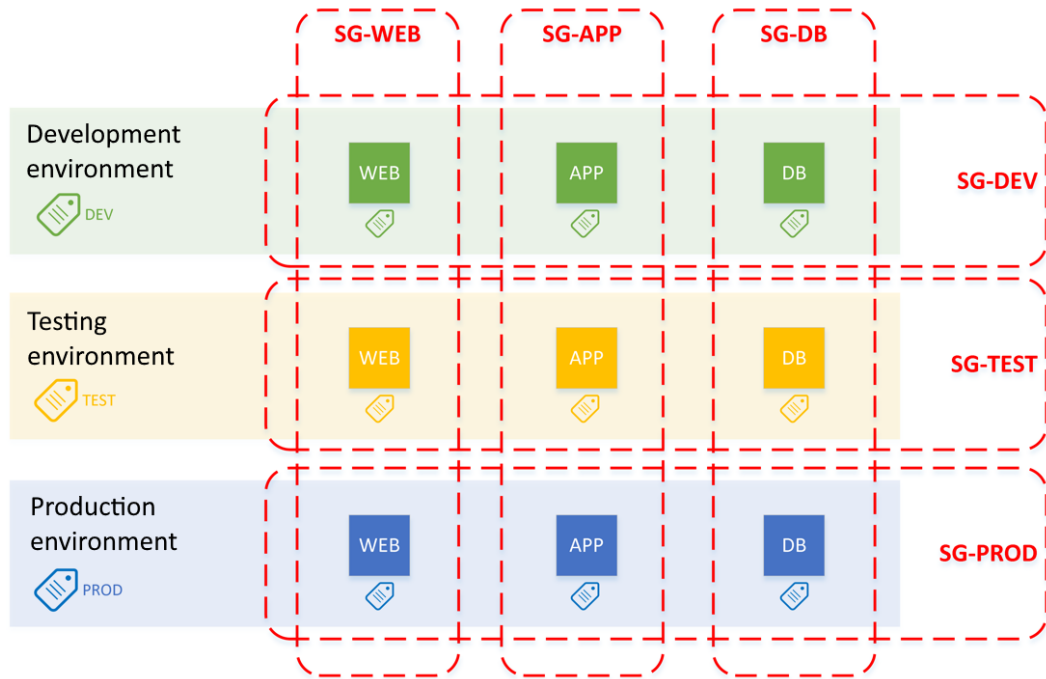 SG-WEB
SG-APP
SG-DB
Development
environment
DEV
WEB
APP
DB
SG-DEV
Testing
environment
TEST
WEB
APP
DB
SG-TEST
Production
environment
PROD
WEB
APP
DB
SG-PROD